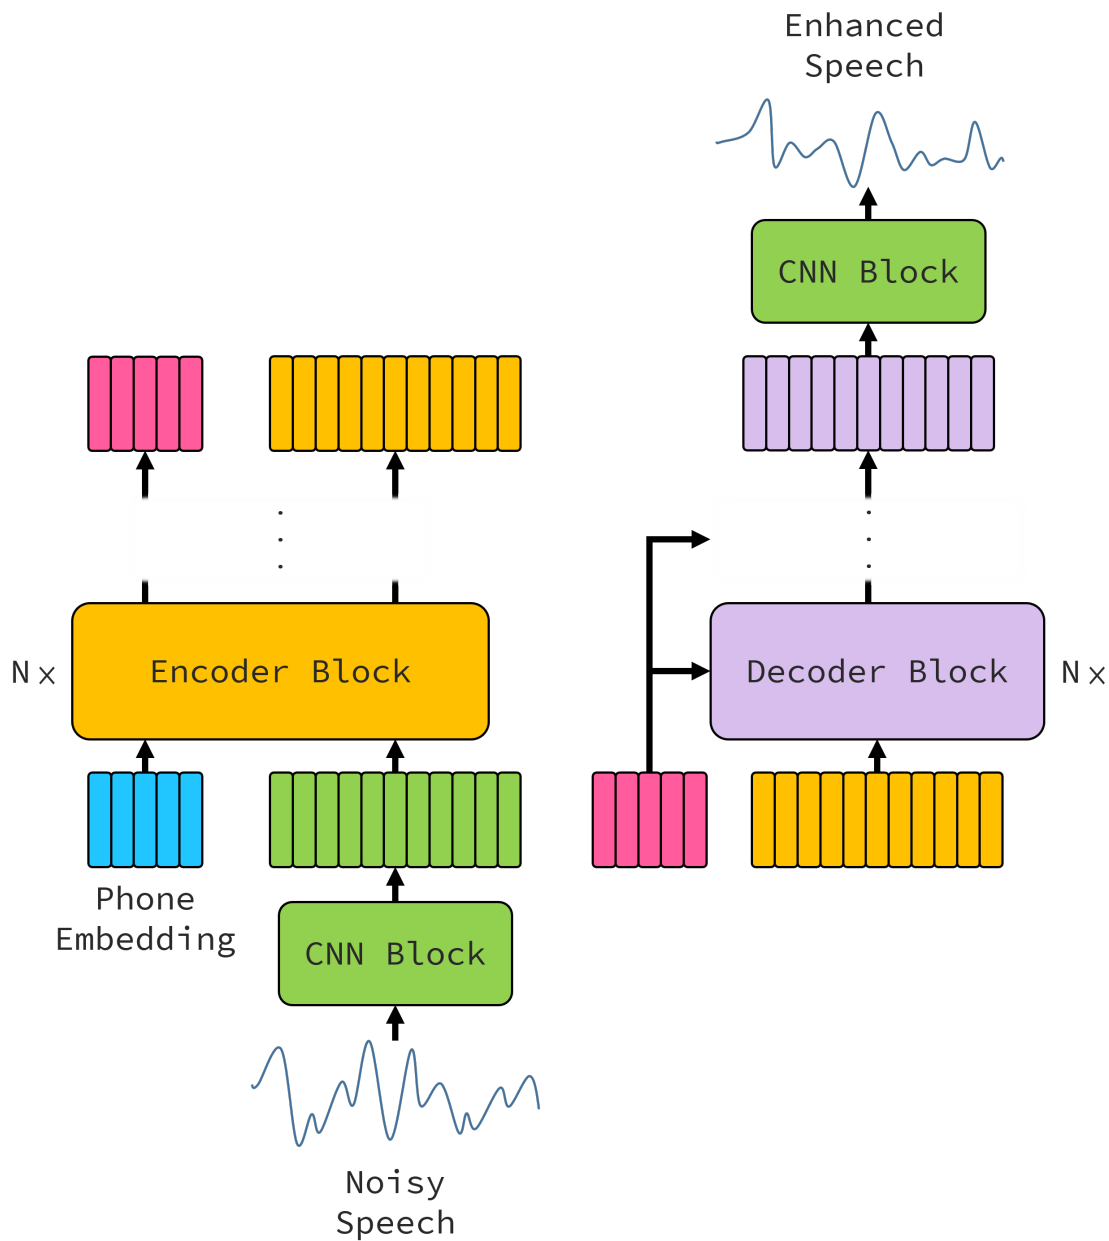 Enhanced
Speech
CNN Block
N×
Encoder Block
Decoder Block
N×
Phone
Embedding
CNN Block
Noisy
Speech